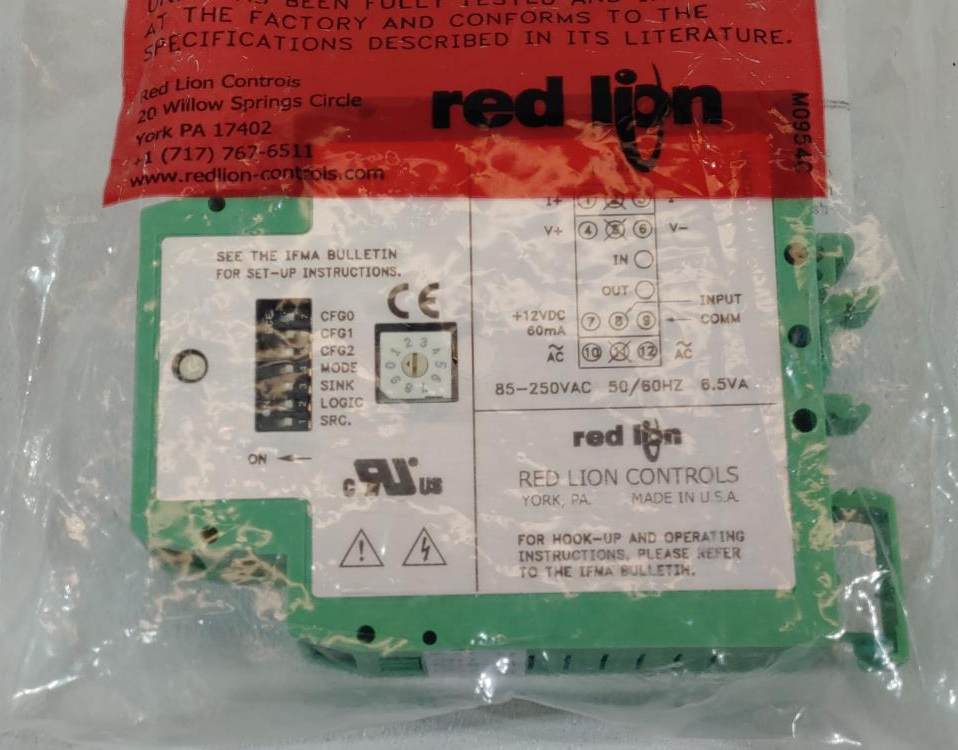 AT THE FACTORY AND CONFORMS TO THE
SPECIFICATIONS DESCRIBED IN ITS LITERATURE.
Red Lion Controls
20 Willow Springs Circle
York PA 17402
+1 (717) 767-6511
www.redlion-controls.com
red lion
I+
V+ 4 5 6 V-
IN
OUT
INPUT
COMM
+12VDC
60mA
7 8 9
AC 10 12 AC
85-250VAC 50/60HZ 6.5VA
SEE THE IFMA BULLETIN
FOR SET-UP INSTRUCTIONS.
CE
CFG0
CFG1
CFG2
MODE
SINK
LOGIC
SRC.
ON
c RU US
red lion
RED LION CONTROLS
YORK, PA. MADE IN U.S.A.
FOR HOOK-UP AND OPERATING
INSTRUCTIONS, PLEASE REFER
TO THE IFMA BULLETIN.